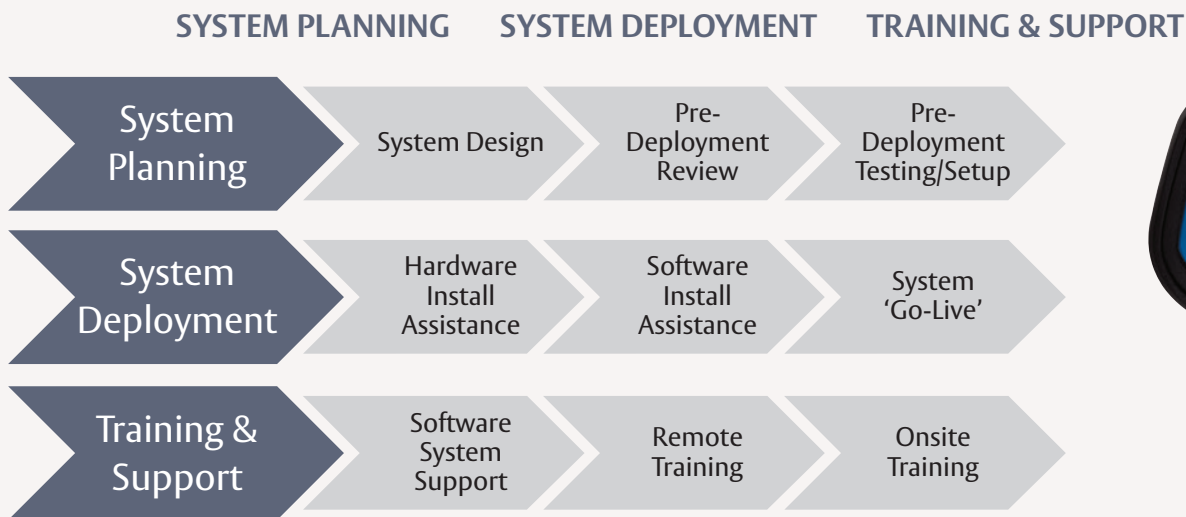 SYSTEM PLANNING SYSTEM DEPLOYMENT TRAINING & SUPPORT
System
Planning
System Design
Pre-
Deployment
Review
Pre-
Deployment
Testing/Setup
System
Deployment
Hardware
Install
Assistance
Software
Install
Assistance
System
‘Go-Live’
Training &
Support
Software
System
Support
Remote
Training
Onsite
Training